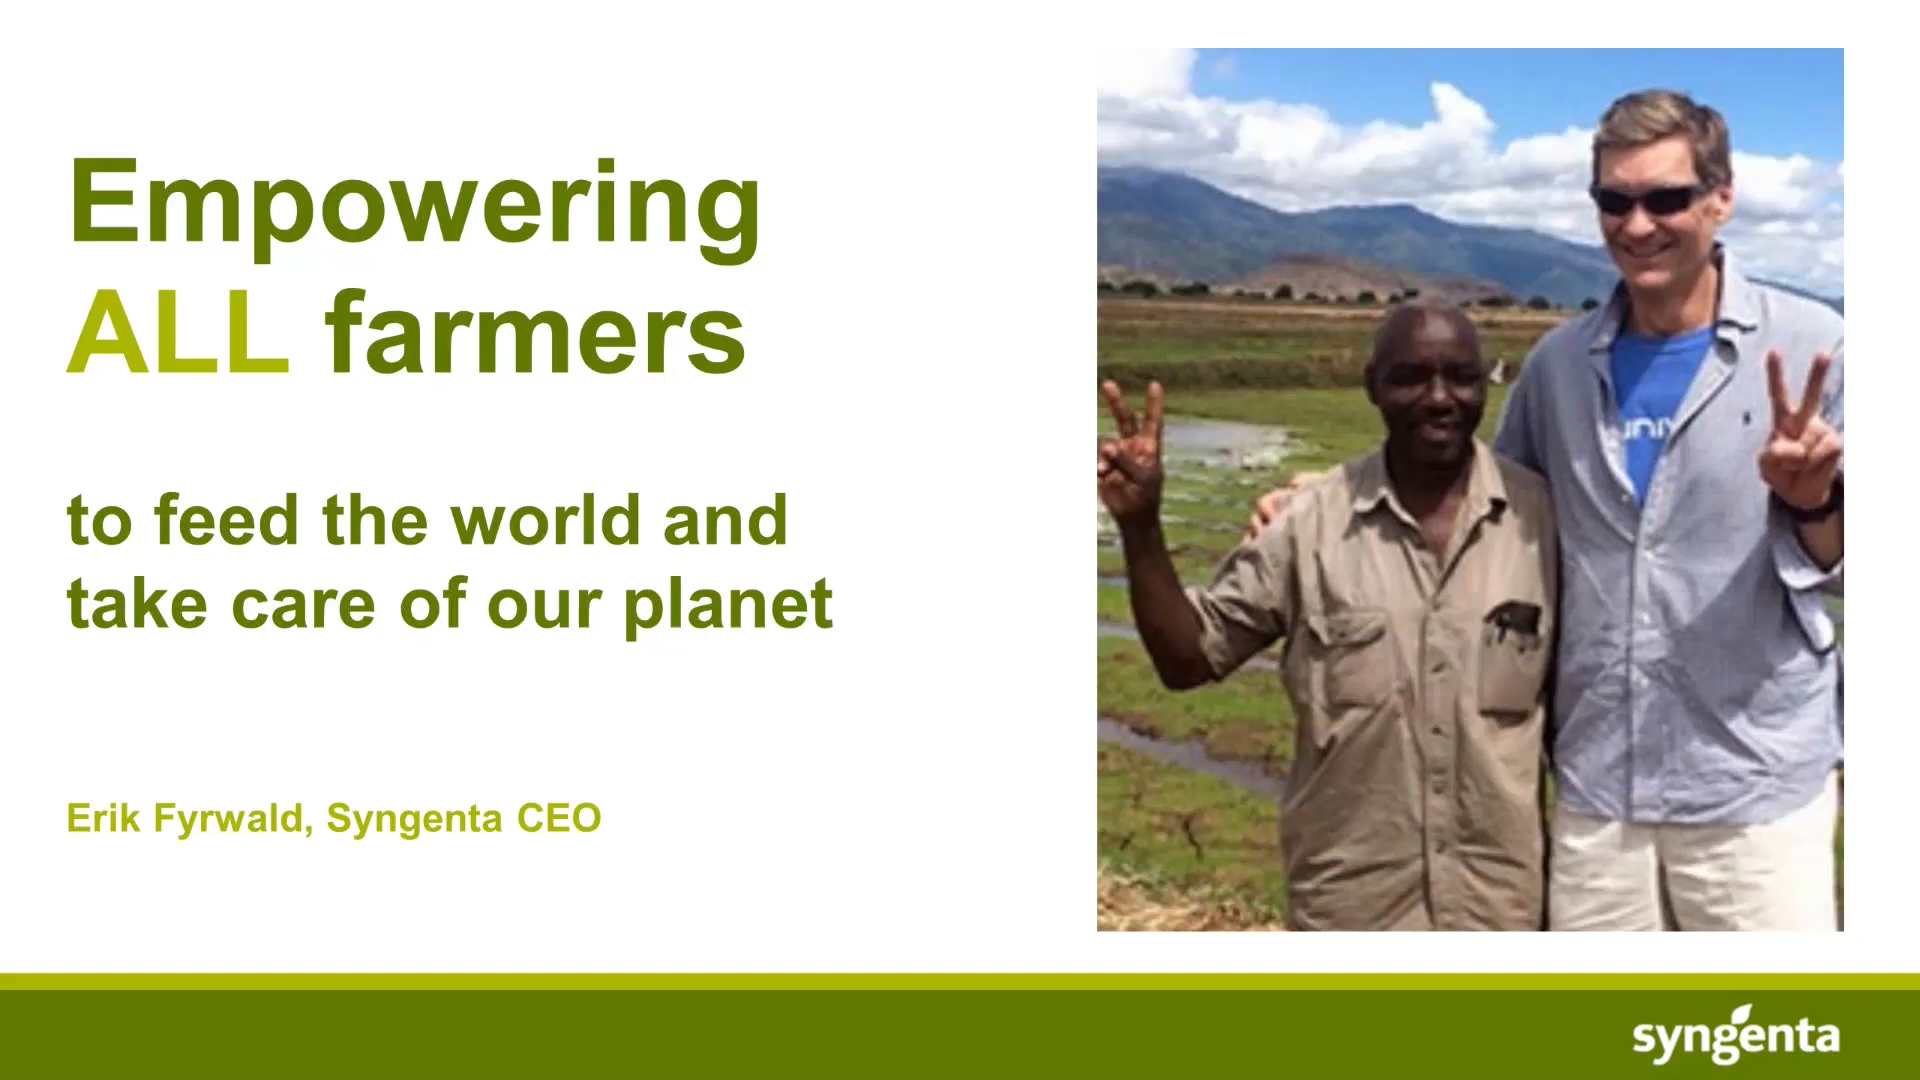 Empowering
ALL farmers
to feed the world and
take care of our planet
Erik Fyrwald, Syngenta CEO
syngenta